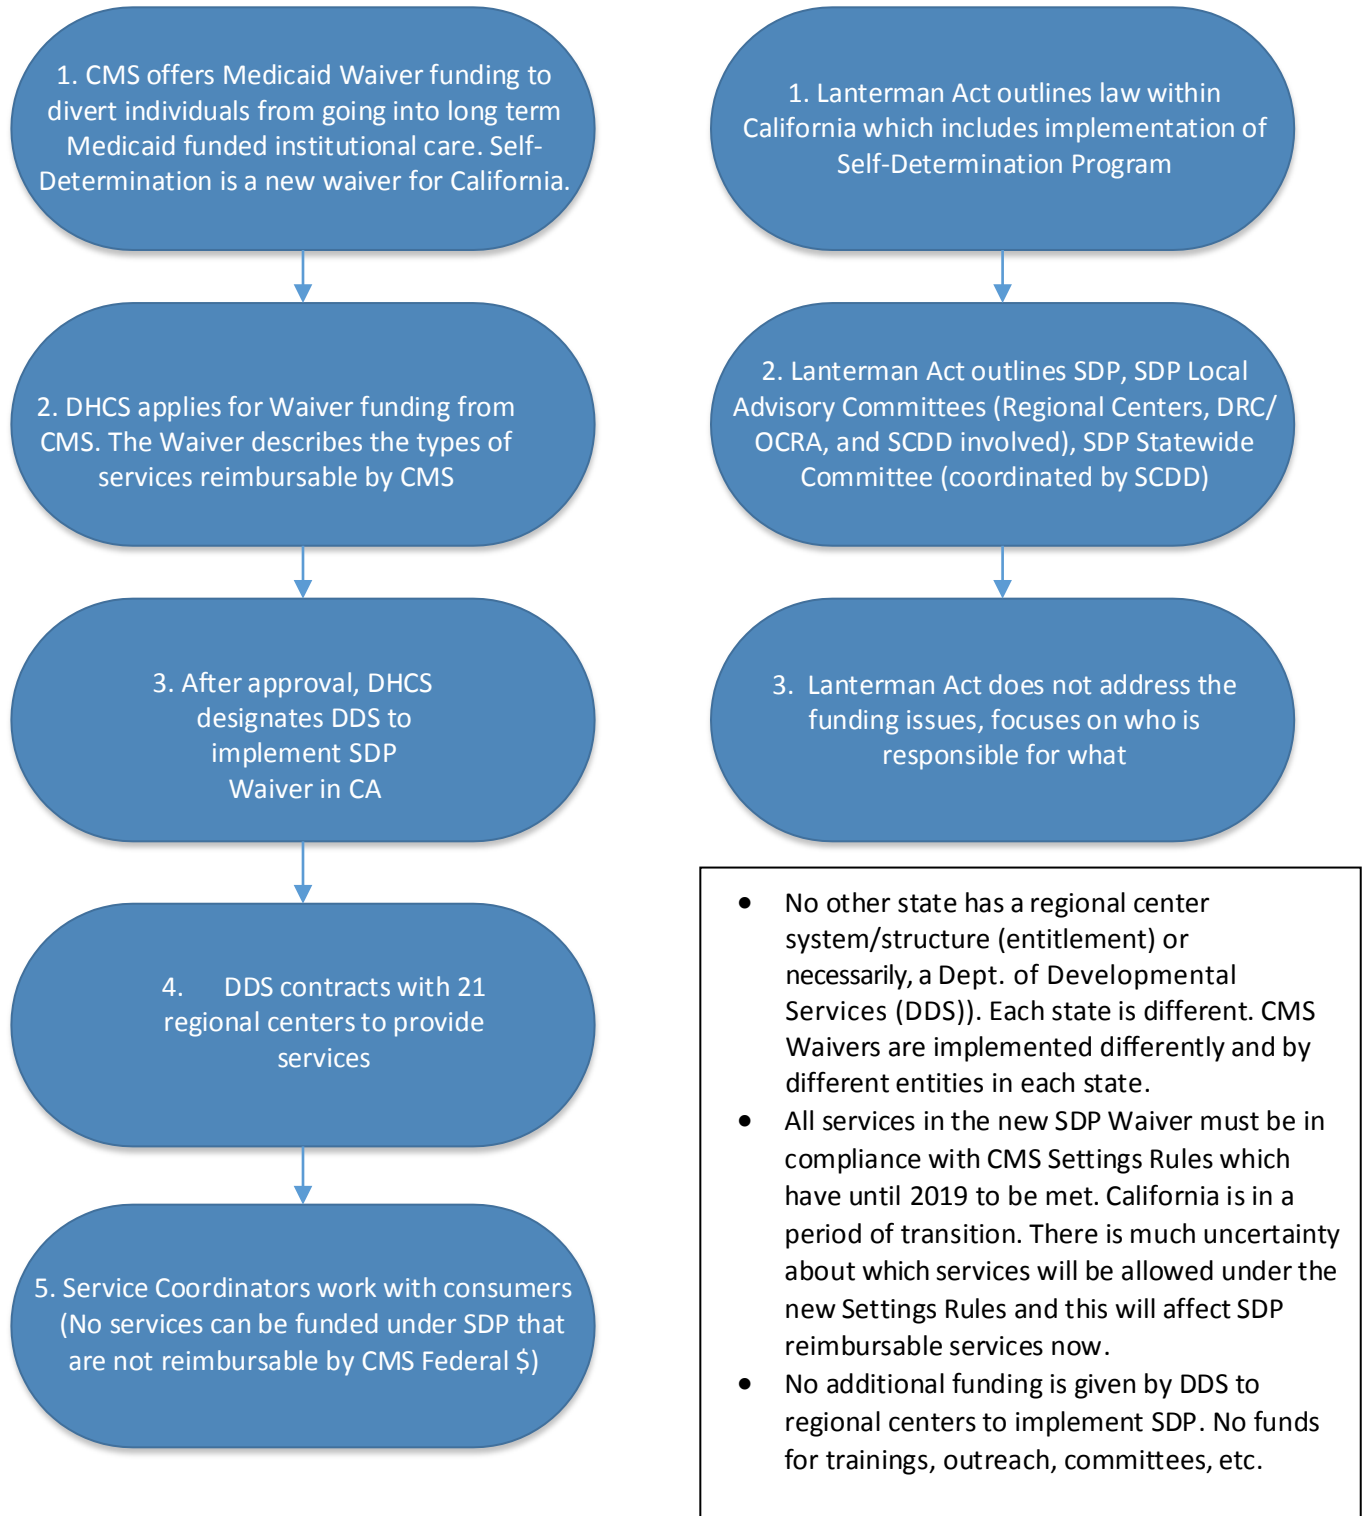 1. CMS offers Medicaid Waiver funding to
divert individuals from going into long term
Medicaid funded institutional care. Self-
Determination is a new waiver for California.
2. DHCS applies for Waiver funding from
CMS. The Waiver describes the types of
services reimbursable by CMS
3. After approval, DHCS
designates DDS to
implement SDP
Waiver in CA
4. DDS contracts with 21
regional centers to provide
services
5. Service Coordinators work with consumers
(No services can be funded under SDP that
are not reimbursable by CMS Federal $)
1. Lanterman Act outlines law within
California which includes implementation of
Self-Determination Program
2. Lanterman Act outlines SDP, SDP Local
Advisory Committees (Regional Centers, DRC/
OCRA, and SCDD involved), SDP Statewide
Committee (coordinated by SCDD)
3. Lanterman Act does not address the
funding issues, focuses on who is
responsible for what
• No other state has a regional center
system/structure (entitlement) or
necessarily, a Dept. of Developmental
Services (DDS)). Each state is different. CMS
Waivers are implemented differently and by
different entities in each state.
• All services in the new SDP Waiver must be in
compliance with CMS Settings Rules which
have until 2019 to be met. California is in a
period of transition. There is much uncertainty
about which services will be allowed under the
new Settings Rules and this will affect SDP
reimbursable services now.
• No additional funding is given by DDS to
regional centers to implement SDP. No funds
for trainings, outreach, committees, etc.